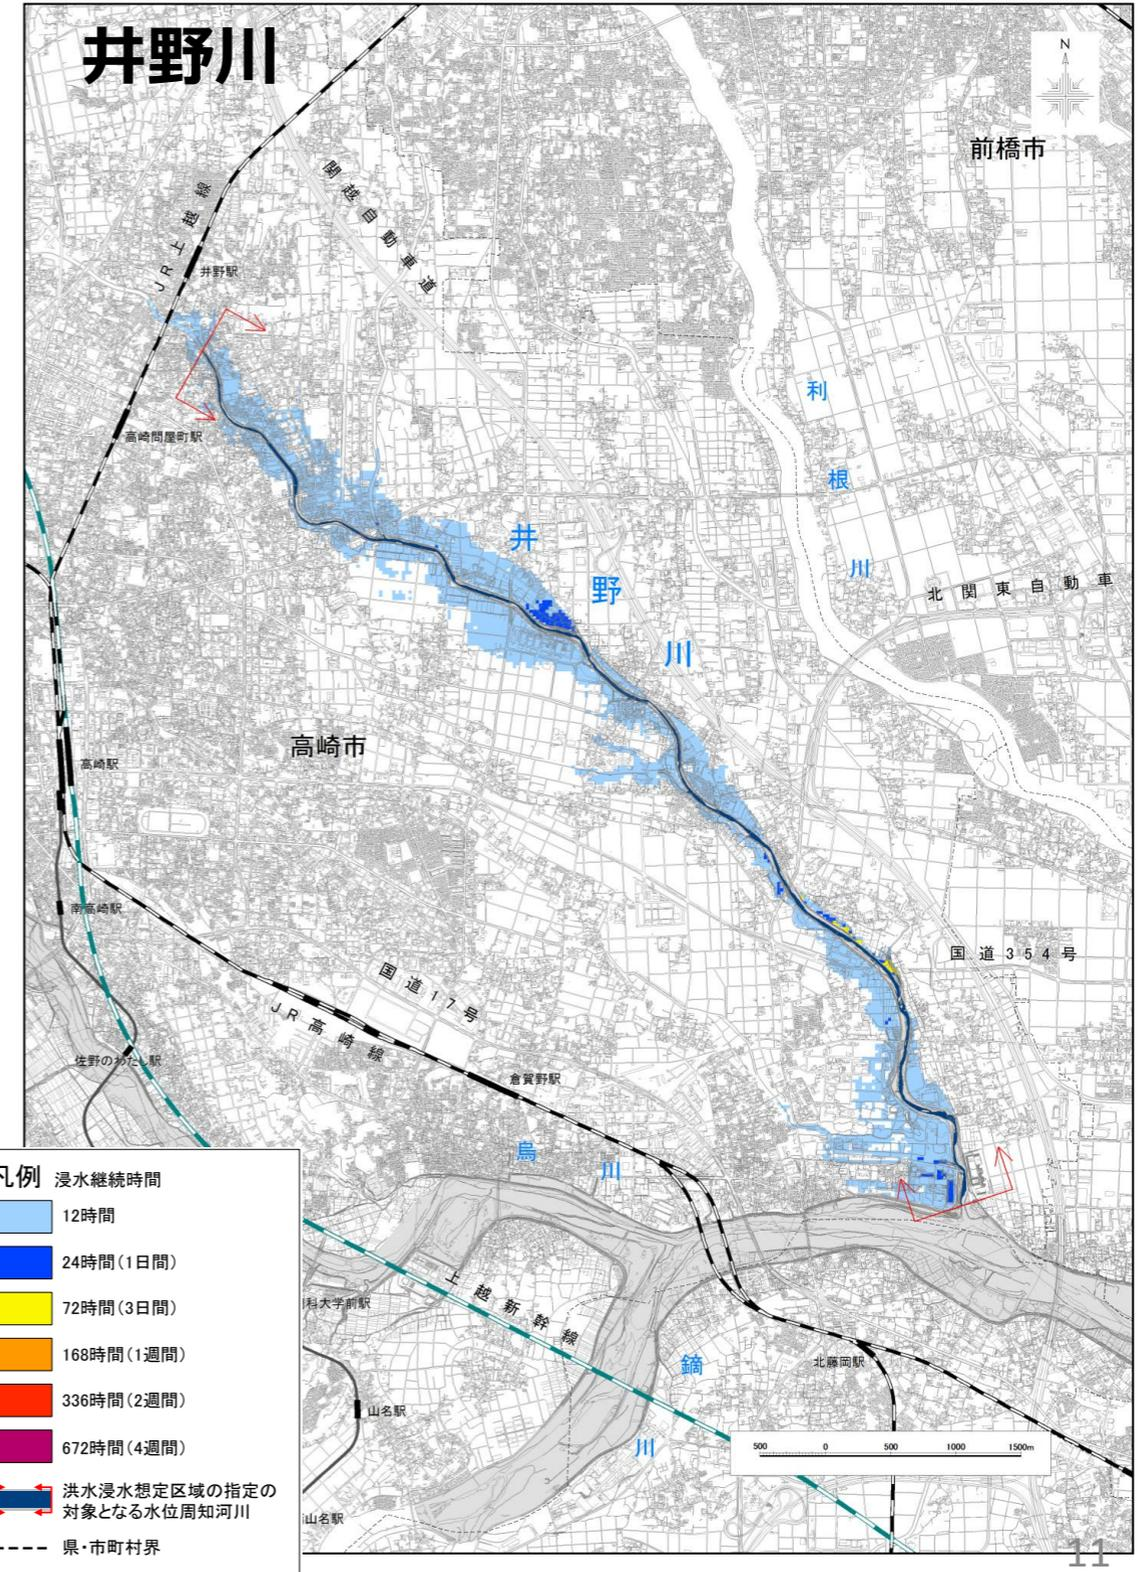 井野川
N
前橋市
関越自動車道
JR上越線
井野駅
高崎問屋町駅
利根川
井野川
北関東自動車
高崎市
高崎駅
南高崎駅
国道354号
国道17号
JR高崎線
佐野のわたし駅
倉賀野駅
烏川
凡例 浸水継続時間
12時間
24時間(1日間)
72時間(3日間)
168時間(1週間)
336時間(2週間)
672時間(4週間)
洪水浸水想定区域の指定の
対象となる水位周知河川
県・市町村界
上越新幹線
科大学前駅
鏑川
北藤岡駅
山名駅
山名駅
500 0 500 1000 1500m
11